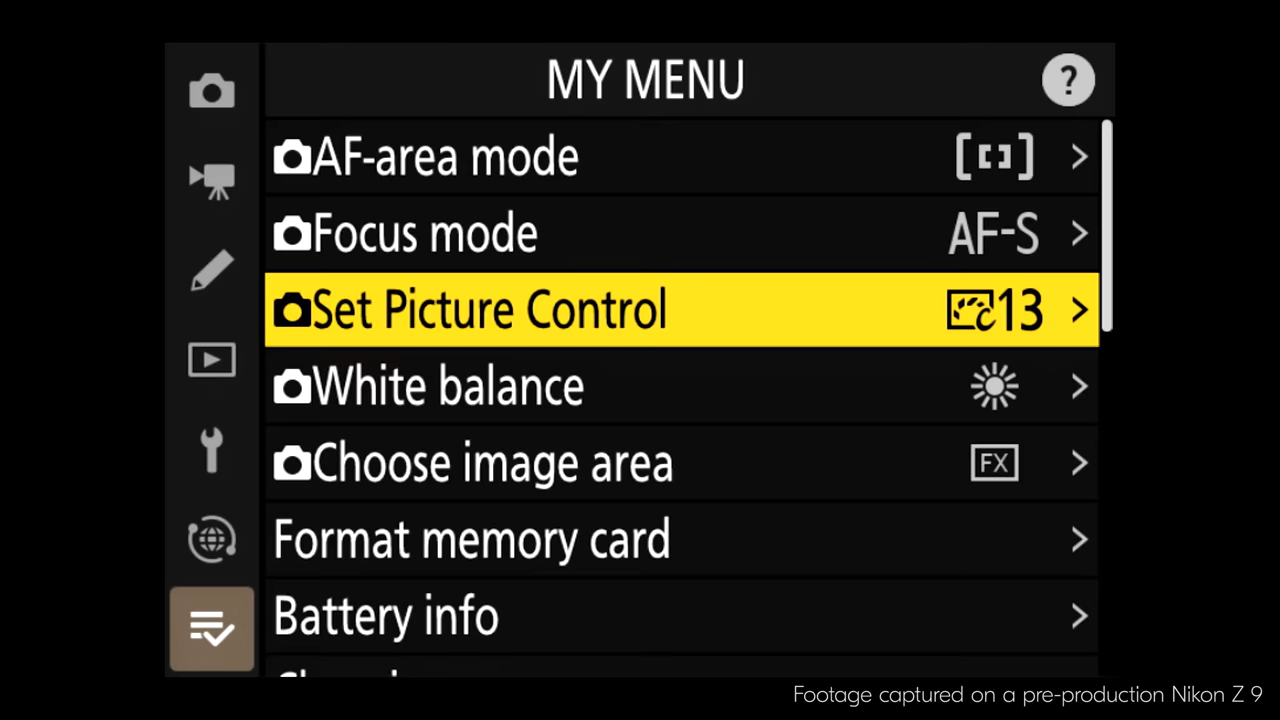 MY MENU ?
AF-area mode
Focus mode AF-S
Set Picture Control 13
White balance
Choose image area FX
Format memory card
Battery info
Footage captured on a pre-production Nikon Z 9